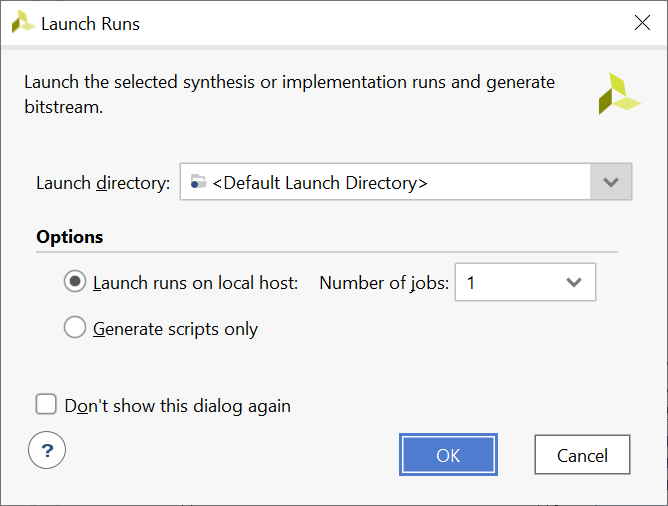 Launch Runs
Launch the selected synthesis or implementation runs and generate
bitstream.
Launch directory: <Default Launch Directory>
Options
Launch runs on local host: Number of jobs: 1
Generate scripts only
Don't show this dialog again
? OK Cancel